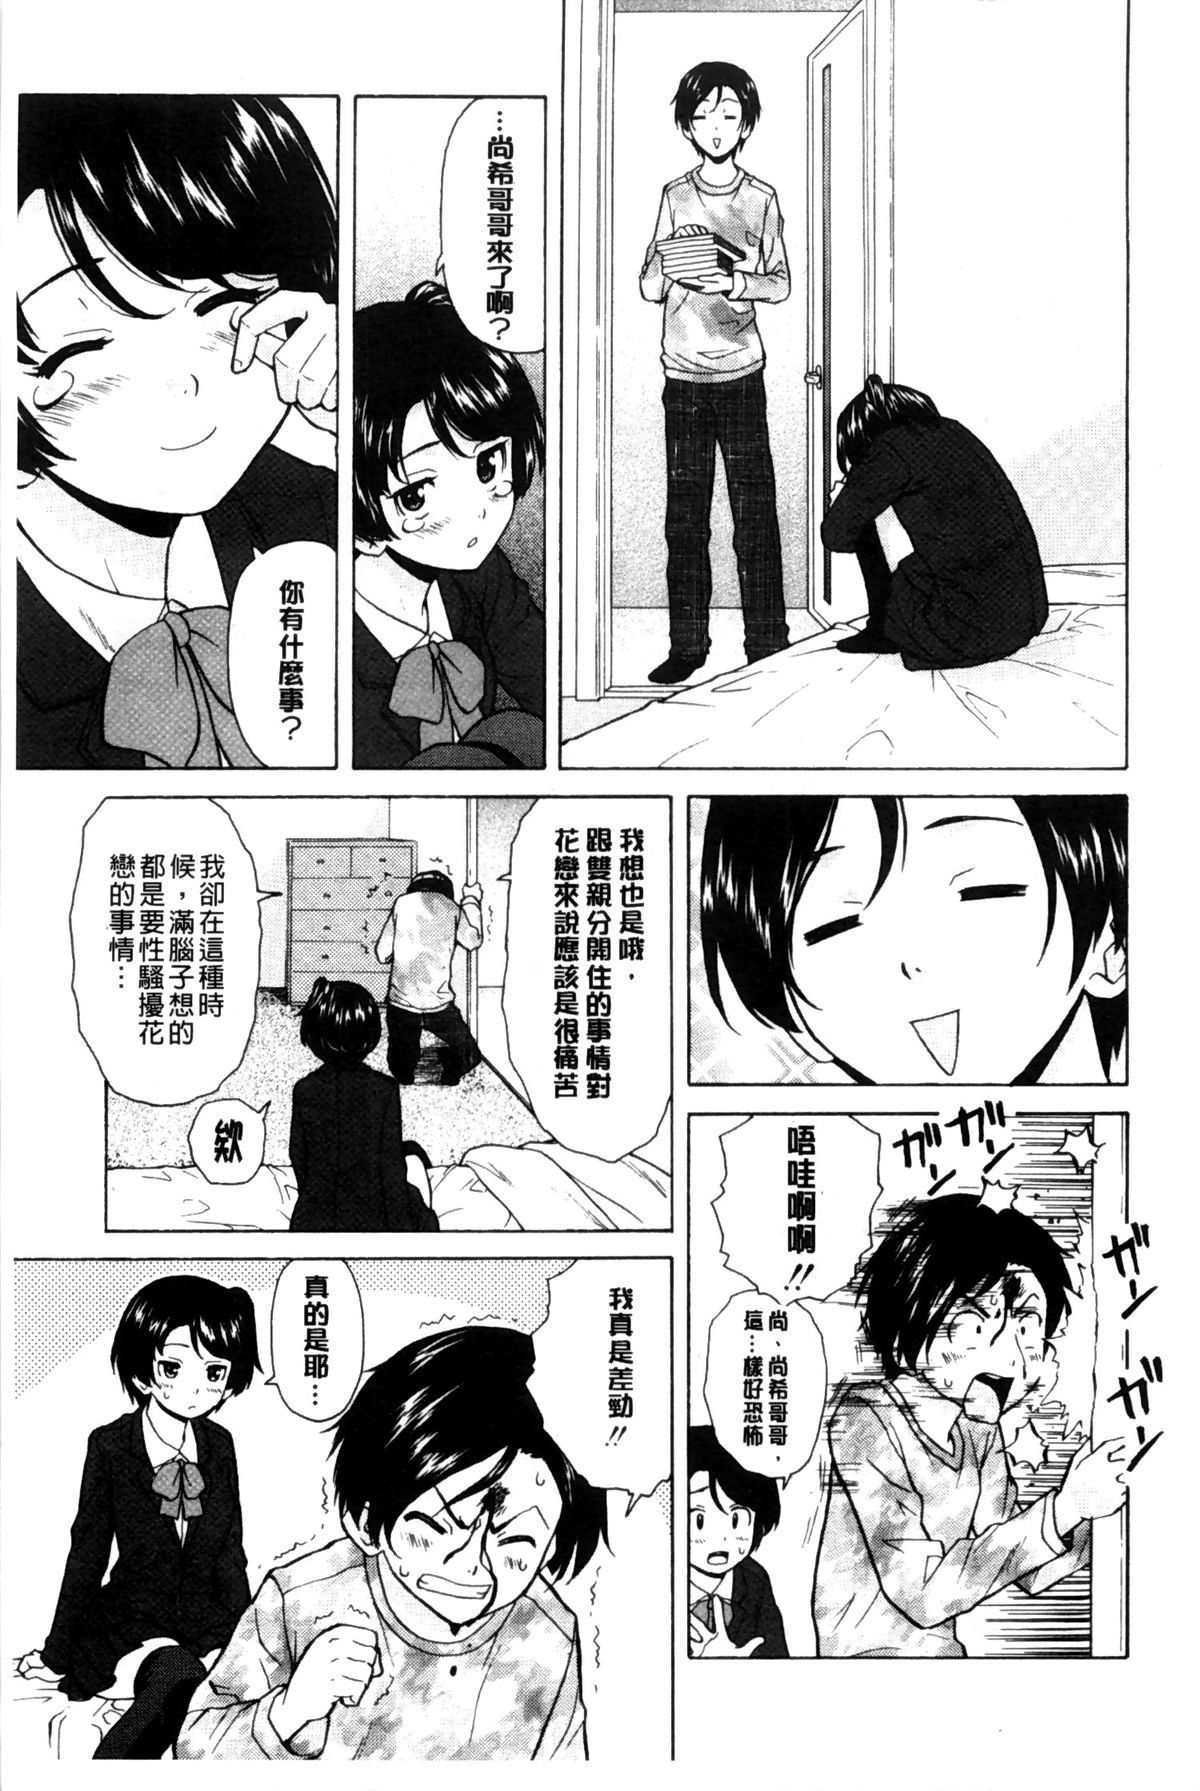 …尚希哥哥來了啊？
你有什麼事？
ガンガン
ガン
ガン
唔哇啊啊!!
尚、尚希哥哥，
這…樣好恐怖
我想也是哦，
跟雙親分開住的事情對
花戀來說應該是很痛苦
我卻在這種時
候，滿腦子想的
都是要性騷擾花
戀的事情…
欸
我真是差勁!!
真的是耶…